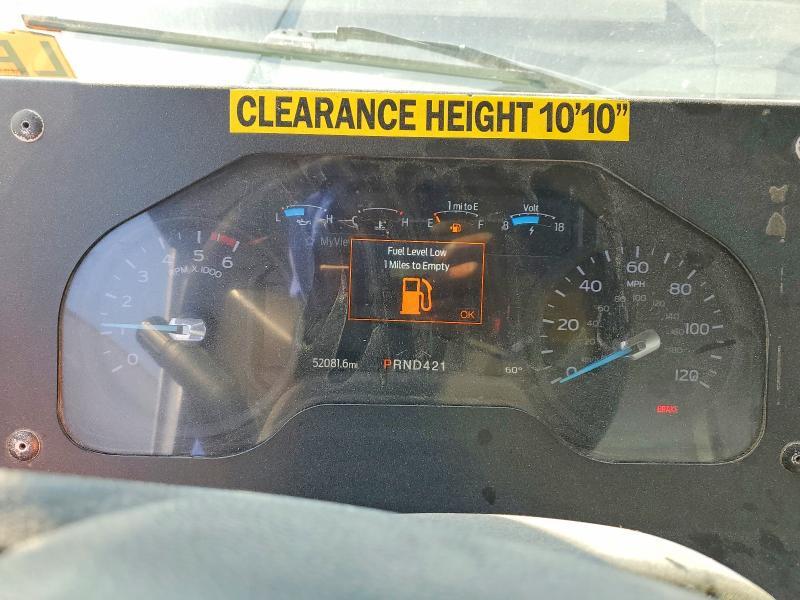 CLEARANCE HEIGHT 10'10"
LA
1 mi to E
Volt
L H C H E F 8 18
MyVie
Fuel Level Low
1 Miles to Empty
OK
0 1 2 3 4 5 6
RPM X 1000
0 20 40 60 80 100 120
MPH
52081.6mi
PRND421
60°
BRAKE